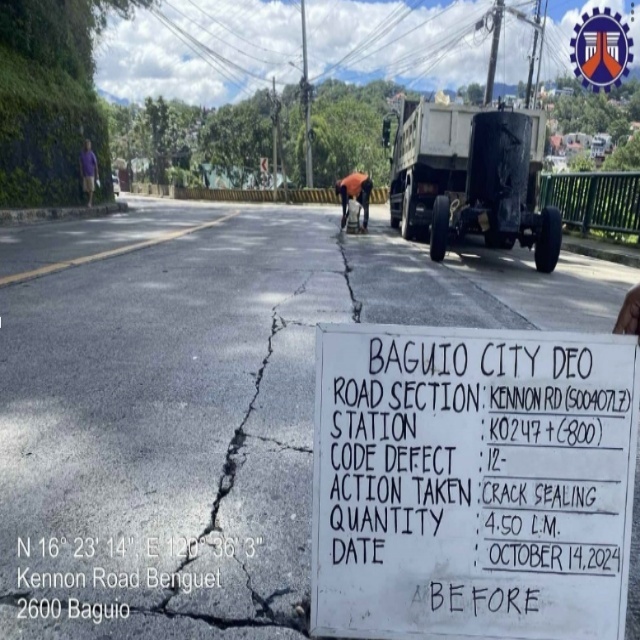 BAGUIO CITY DEO
ROAD SECTION : KENNON RD (S00407LZ)
STATION : K0247 + (-800)
CODE DEFECT : 12-
ACTION TAKEN : CRACK SEALING
QUANTITY : 4.50 L.M.
DATE : OCTOBER 14, 2024
BEFORE
N 16° 23' 14", E 120° 36' 3"
Kennon Road Benguet
2600 Baguio